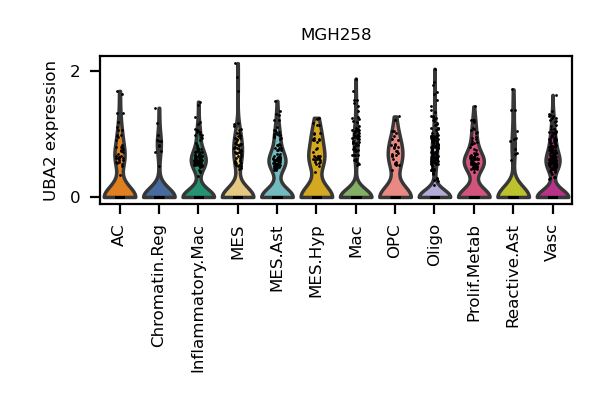 MGH258
UBA2 expression
2
0
AC
Chromatin.Reg
Inflammatory.Mac
MES
MES.Ast
MES.Hyp
Mac
OPC
Oligo
Prolif.Metab
Reactive.Ast
Vasc